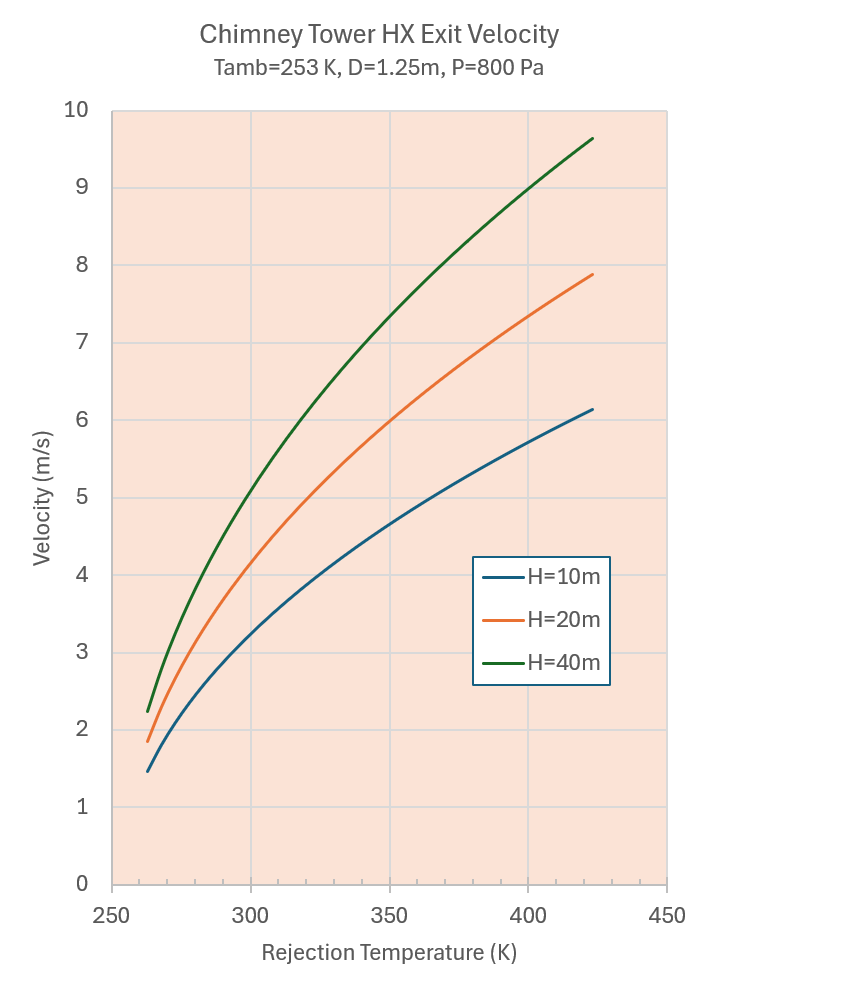 Chimney Tower HX Exit Velocity
Tamb=253 K, D=1.25m, P=800 Pa
10
9
8
7
6
5
4
3
2
1
0
Velocity (m/s)
H=10m
H=20m
H=40m
250 300 350 400 450
Rejection Temperature (K)